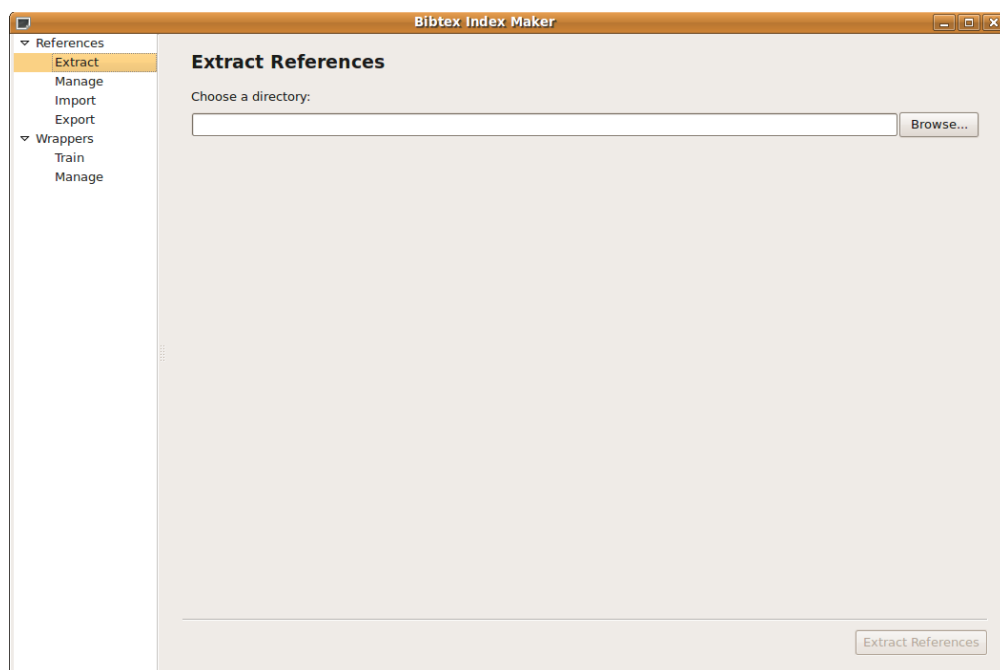 Bibtex Index Maker
References
Extract
Manage
Import
Export
Wrappers
Train
Manage
Extract References
Choose a directory:
Browse...
Extract References